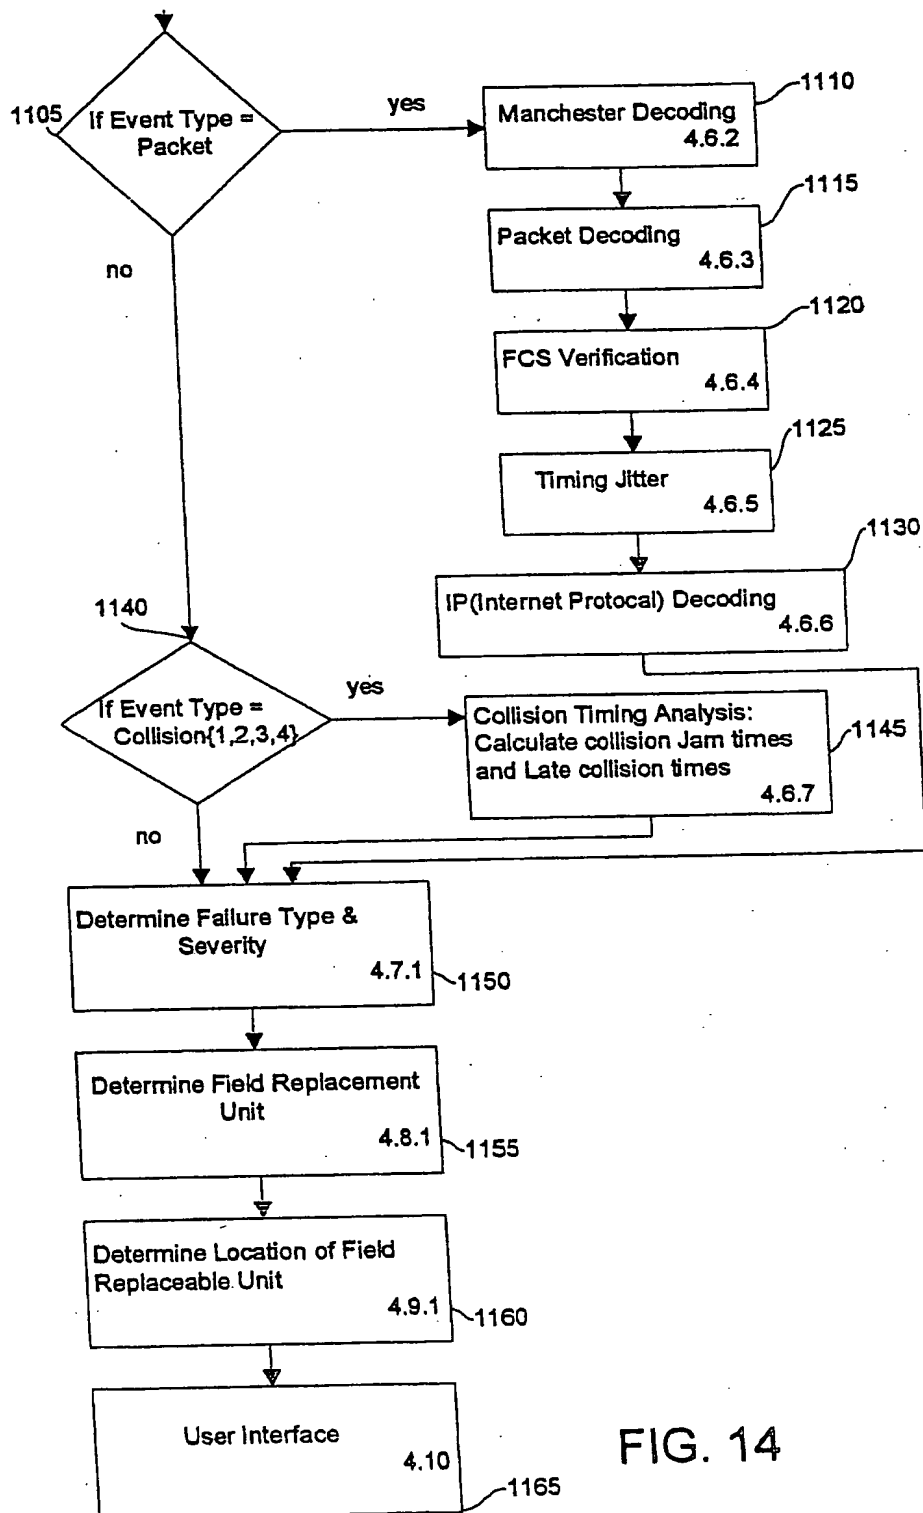 1105
If Event Type =
Packet
yes
no
Manchester Decoding
4.6.2
1110
Packet Decoding
4.6.3
1115
FCS Verification
4.6.4
1120
Timing Jitter
4.6.5
1125
IP(Internet Protocal) Decoding
4.6.6
1130
1140
If Event Type =
Collision{1,2,3,4}
yes
no
Collision Timing Analysis:
Calculate collision Jam times
and Late collision times
4.6.7
1145
Determine Failure Type &
Severity
4.7.1
1150
Determine Field Replacement
Unit
4.8.1
1155
Determine Location of Field
Replaceable Unit
4.9.1
1160
User Interface
4.10
1165
FIG. 14